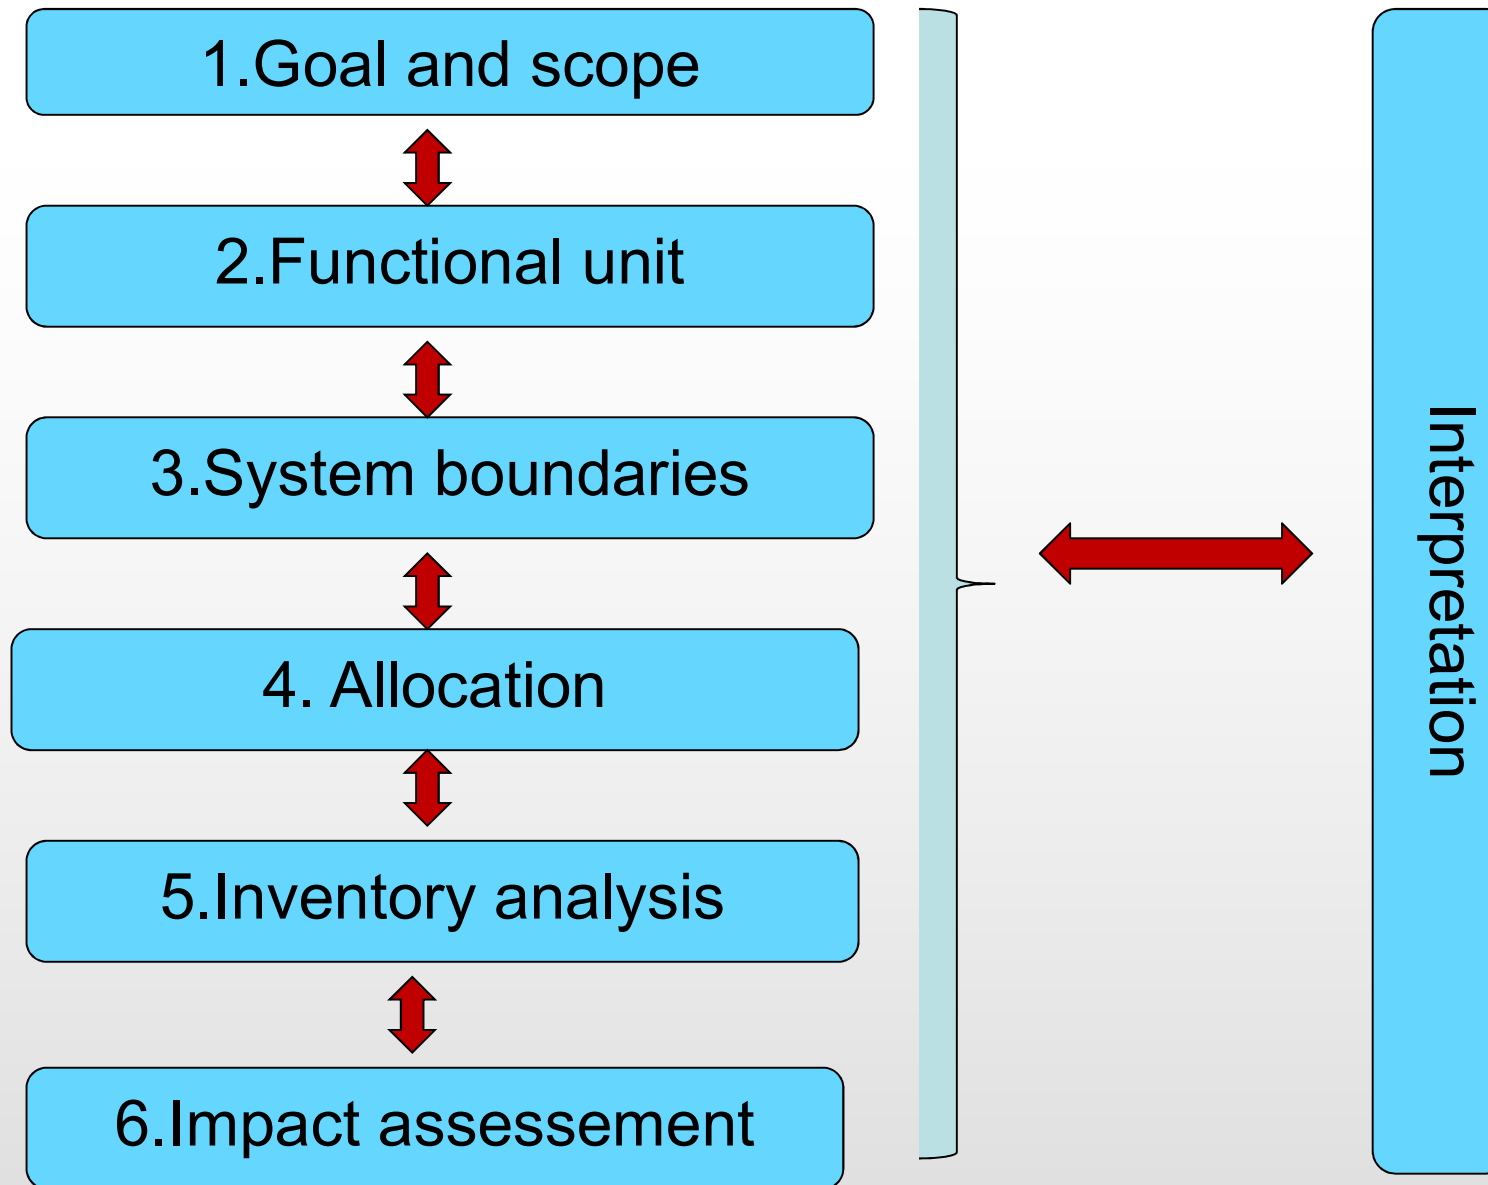 1.Goal and scope
2.Functional unit
3.System boundaries
4. Allocation
5.Inventory analysis
6.Impact assessement
Interpretation